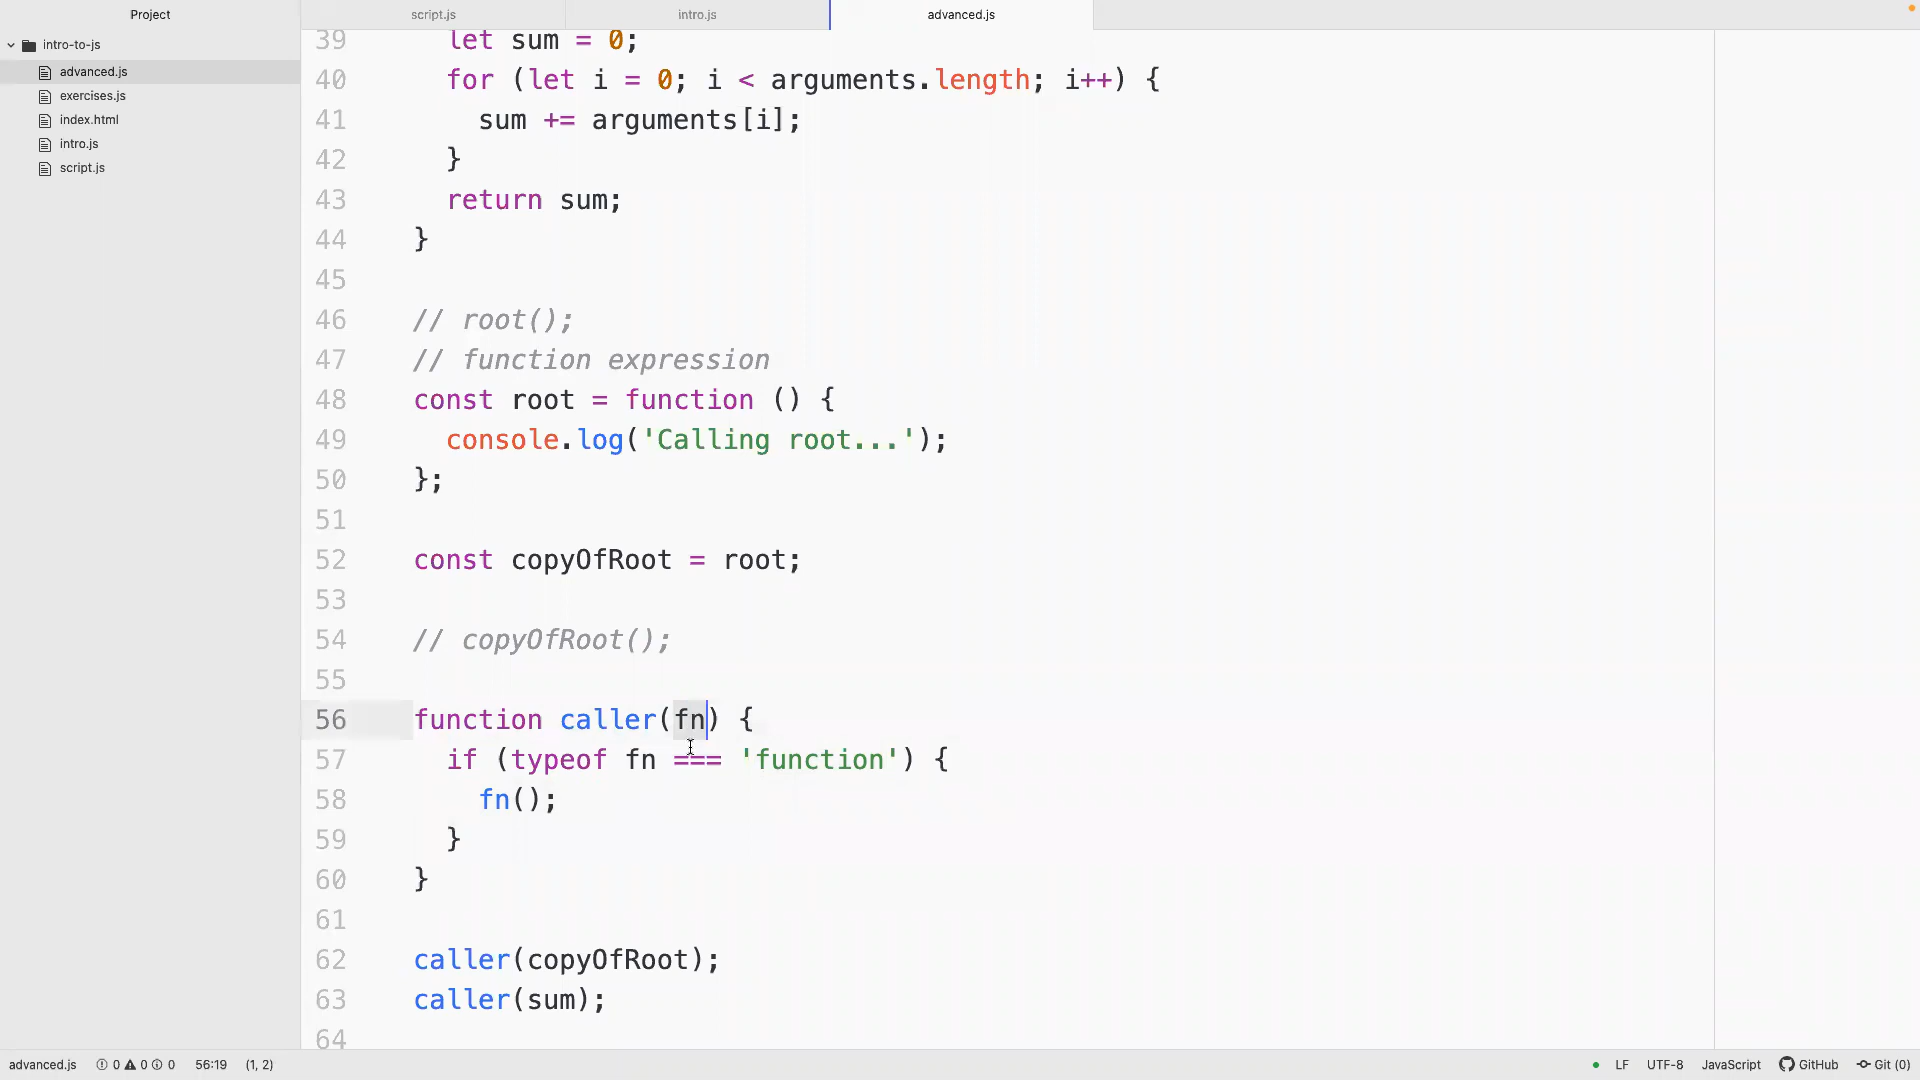 Project
script.js
intro.js
advanced.js
intro-to-js
advanced.js
exercises.js
index.html
intro.js
script.js
39 let sum = 0;
40 for (let i = 0; i < arguments.length; i++) {
41 sum += arguments[i];
42 }
43 return sum;
44 }
45
46 // root();
47 // function expression
48 const root = function () {
49 console.log('Calling root...');
50 };
51
52 const copyOfRoot = root;
53
54 // copyOfRoot();
55
56 function caller(fn) {
57 if (typeof fn === 'function') {
58 fn();
59 }
60 }
61
62 caller(copyOfRoot);
63 caller(sum);
64
advanced.js 0 0 0 56:19 (1, 2) LF UTF-8 JavaScript GitHub Git (0)